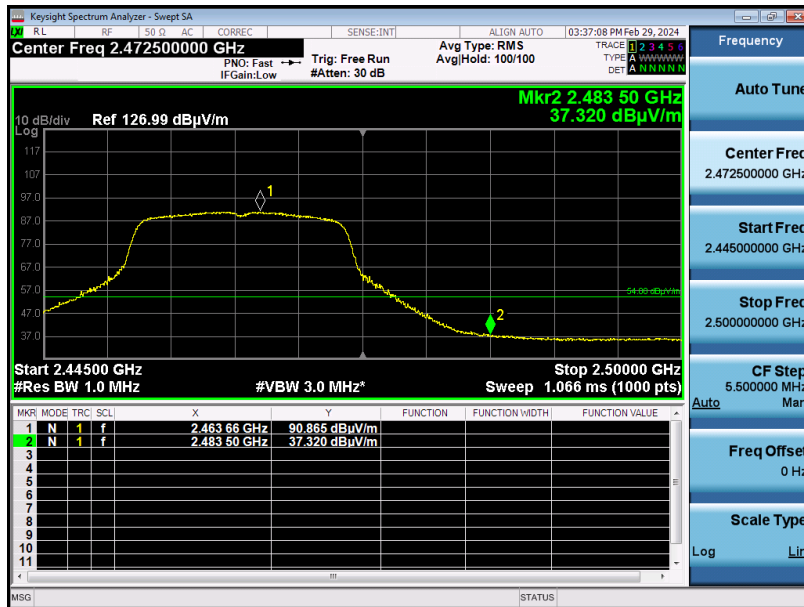 Keysight Spectrum Analyzer - Swept SA
LXI RL RF 50 Ω AC CORREC SENSE:INT ALIGN AUTO 03:37:08 PM Feb 29, 2024
Center Freq 2.472500000 GHz
PNO: Fast
IFGain:Low
Trig: Free Run
#Atten: 30 dB
Avg Type: RMS
Avg|Hold: 100/100
TRACE 1 2 3 4 5 6
TYPE A W W W W W
DET A N N N N N
Mkr2 2.483 50 GHz
37.320 dBµV/m
10 dB/div Ref 126.99 dBµV/m
Log
117
107
97.0
87.0
77.0
67.0
57.0
47.0
37.0
1
54.00 dBµV/m
2
Start 2.44500 GHz Stop 2.50000 GHz
#Res BW 1.0 MHz #VBW 3.0 MHz* Sweep 1.066 ms (1000 pts)
MKR MODE TRC SCL X Y FUNCTION FUNCTION WIDTH FUNCTION VALUE
1 N 1 f 2.463 66 GHz 90.865 dBµV/m
2 N 1 f 2.483 50 GHz 37.320 dBµV/m
3
4
5
6
7
8
9
10
11
MSG STATUS
Frequency
Auto Tune
Center Freq
2.472500000 GHz
Start Freq
2.445000000 GHz
Stop Freq
2.500000000 GHz
CF Step
5.500000 MHz
Auto Man
Freq Offset
0 Hz
Scale Type
Log Lin